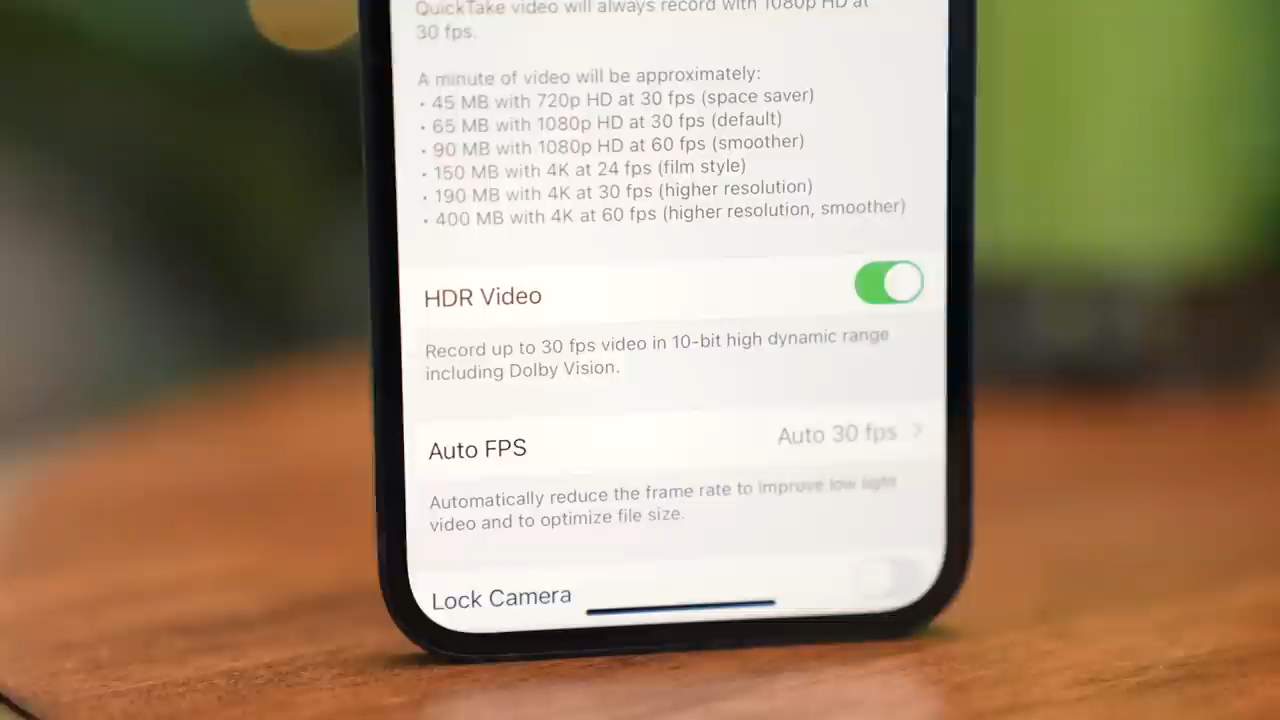 QuickTake video will always record with 1080p HD at
30 fps.
A minute of video will be approximately:
• 45 MB with 720p HD at 30 fps (space saver)
• 65 MB with 1080p HD at 30 fps (default)
• 90 MB with 1080p HD at 60 fps (smoother)
• 150 MB with 4K at 24 fps (film style)
• 190 MB with 4K at 30 fps (higher resolution)
• 400 MB with 4K at 60 fps (higher resolution, smoother)
HDR Video
Record up to 30 fps video in 10-bit high dynamic range
including Dolby Vision.
Auto FPS Auto 30 fps
Automatically reduce the frame rate to improve low light
video and to optimize file size.
Lock Camera